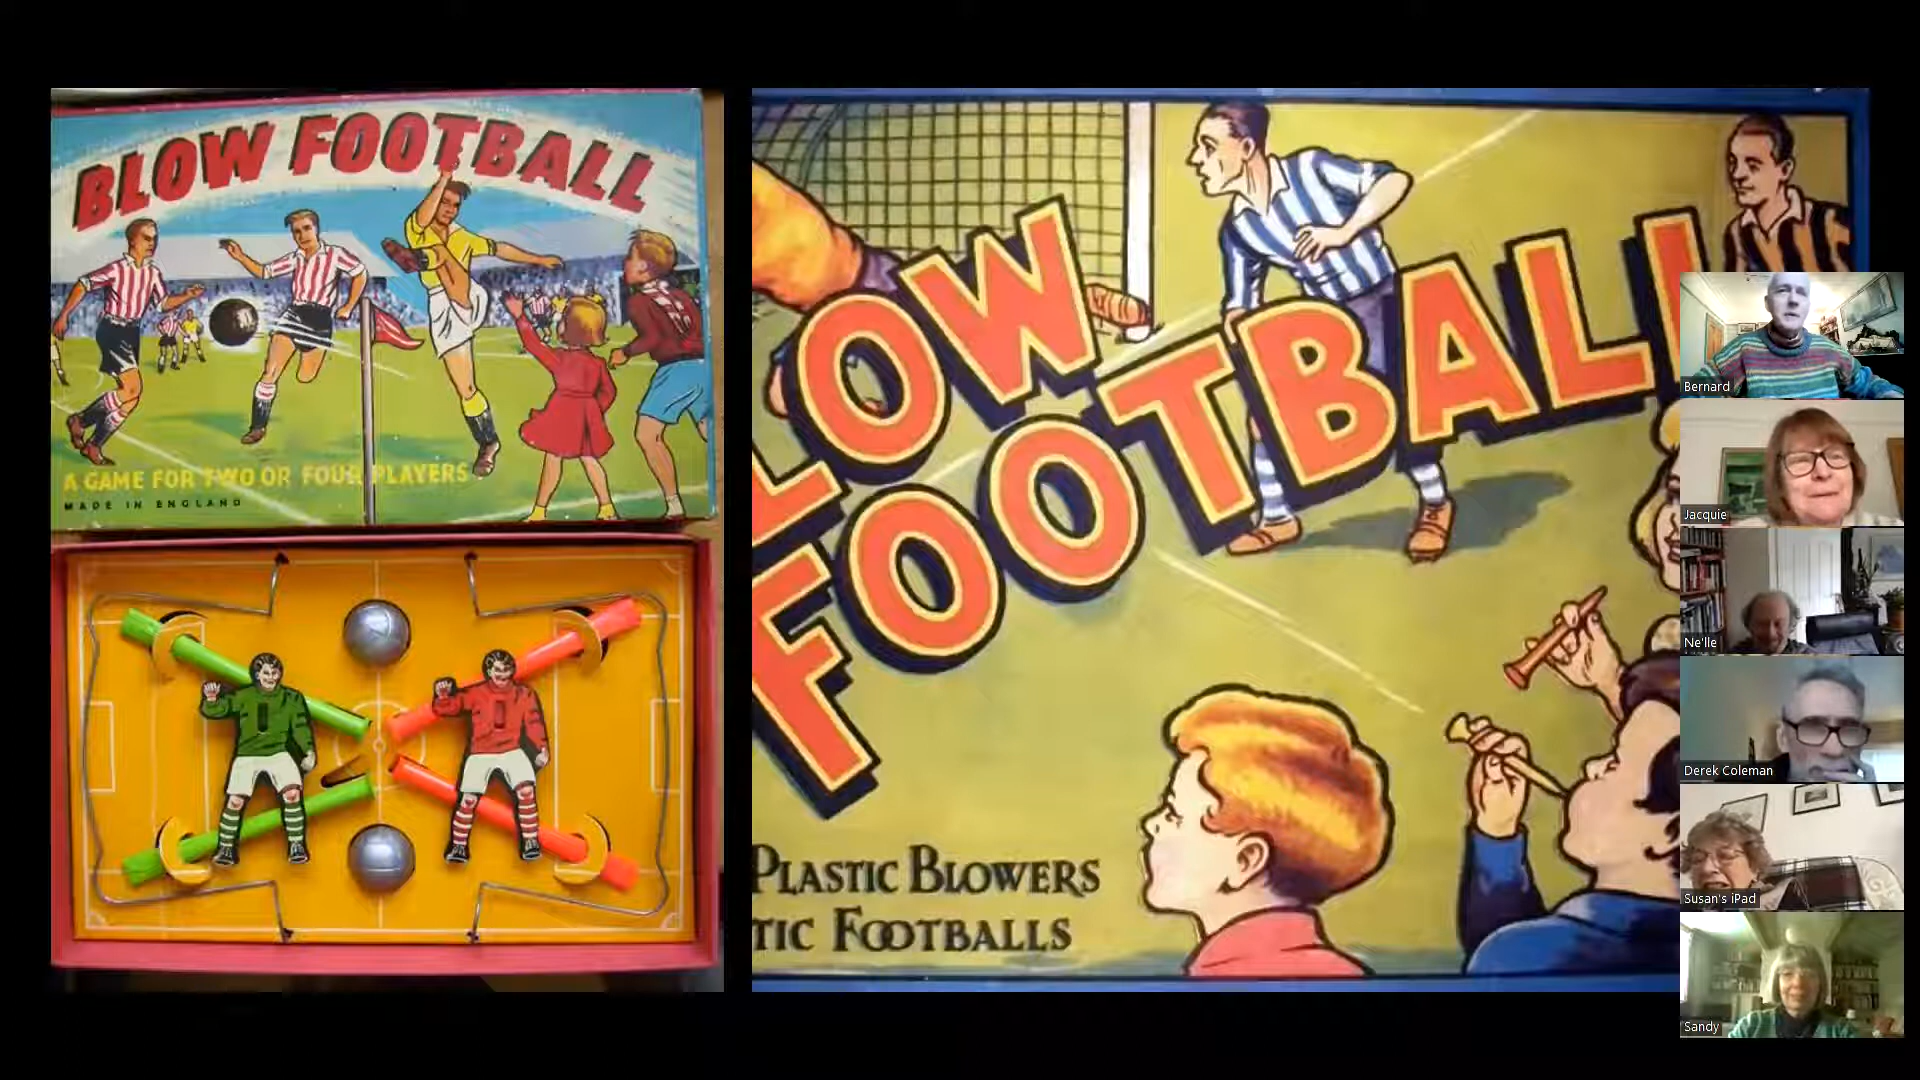 BLOW FOOTBALL
A GAME FOR TWO OR FOUR PLAYERS
MADE IN ENGLAND
LOW
FOOTBALL
PLASTIC BLOWERS
TIC FOOTBALLS
Bernard
Jacquie
Ne'lle
Derek Coleman
Susan's iPad
Sandy